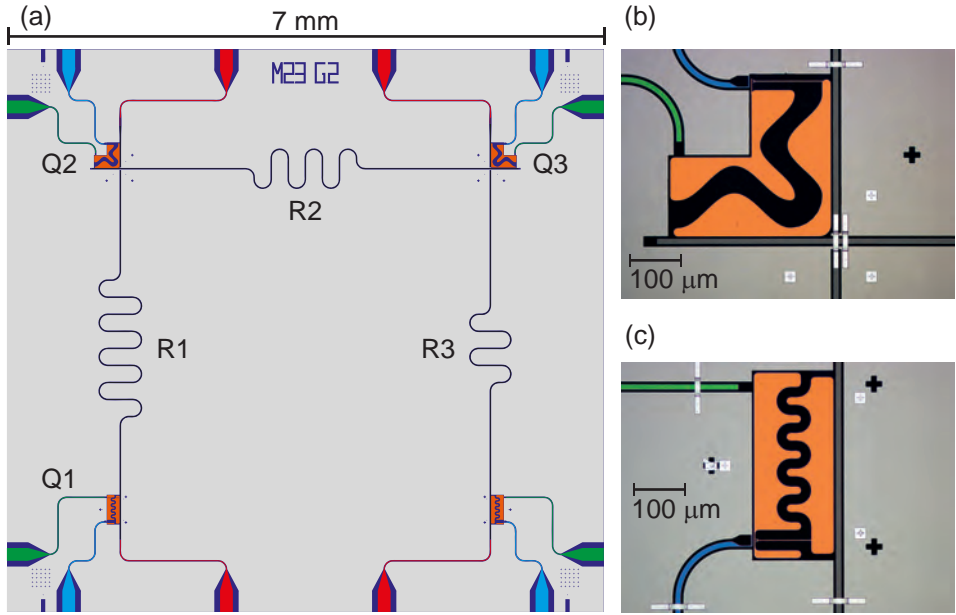 (a)
7 mm
M23 G2
Q2
Q3
R2
R1
R3
Q1
(b)
100 μm
(c)
100 μm